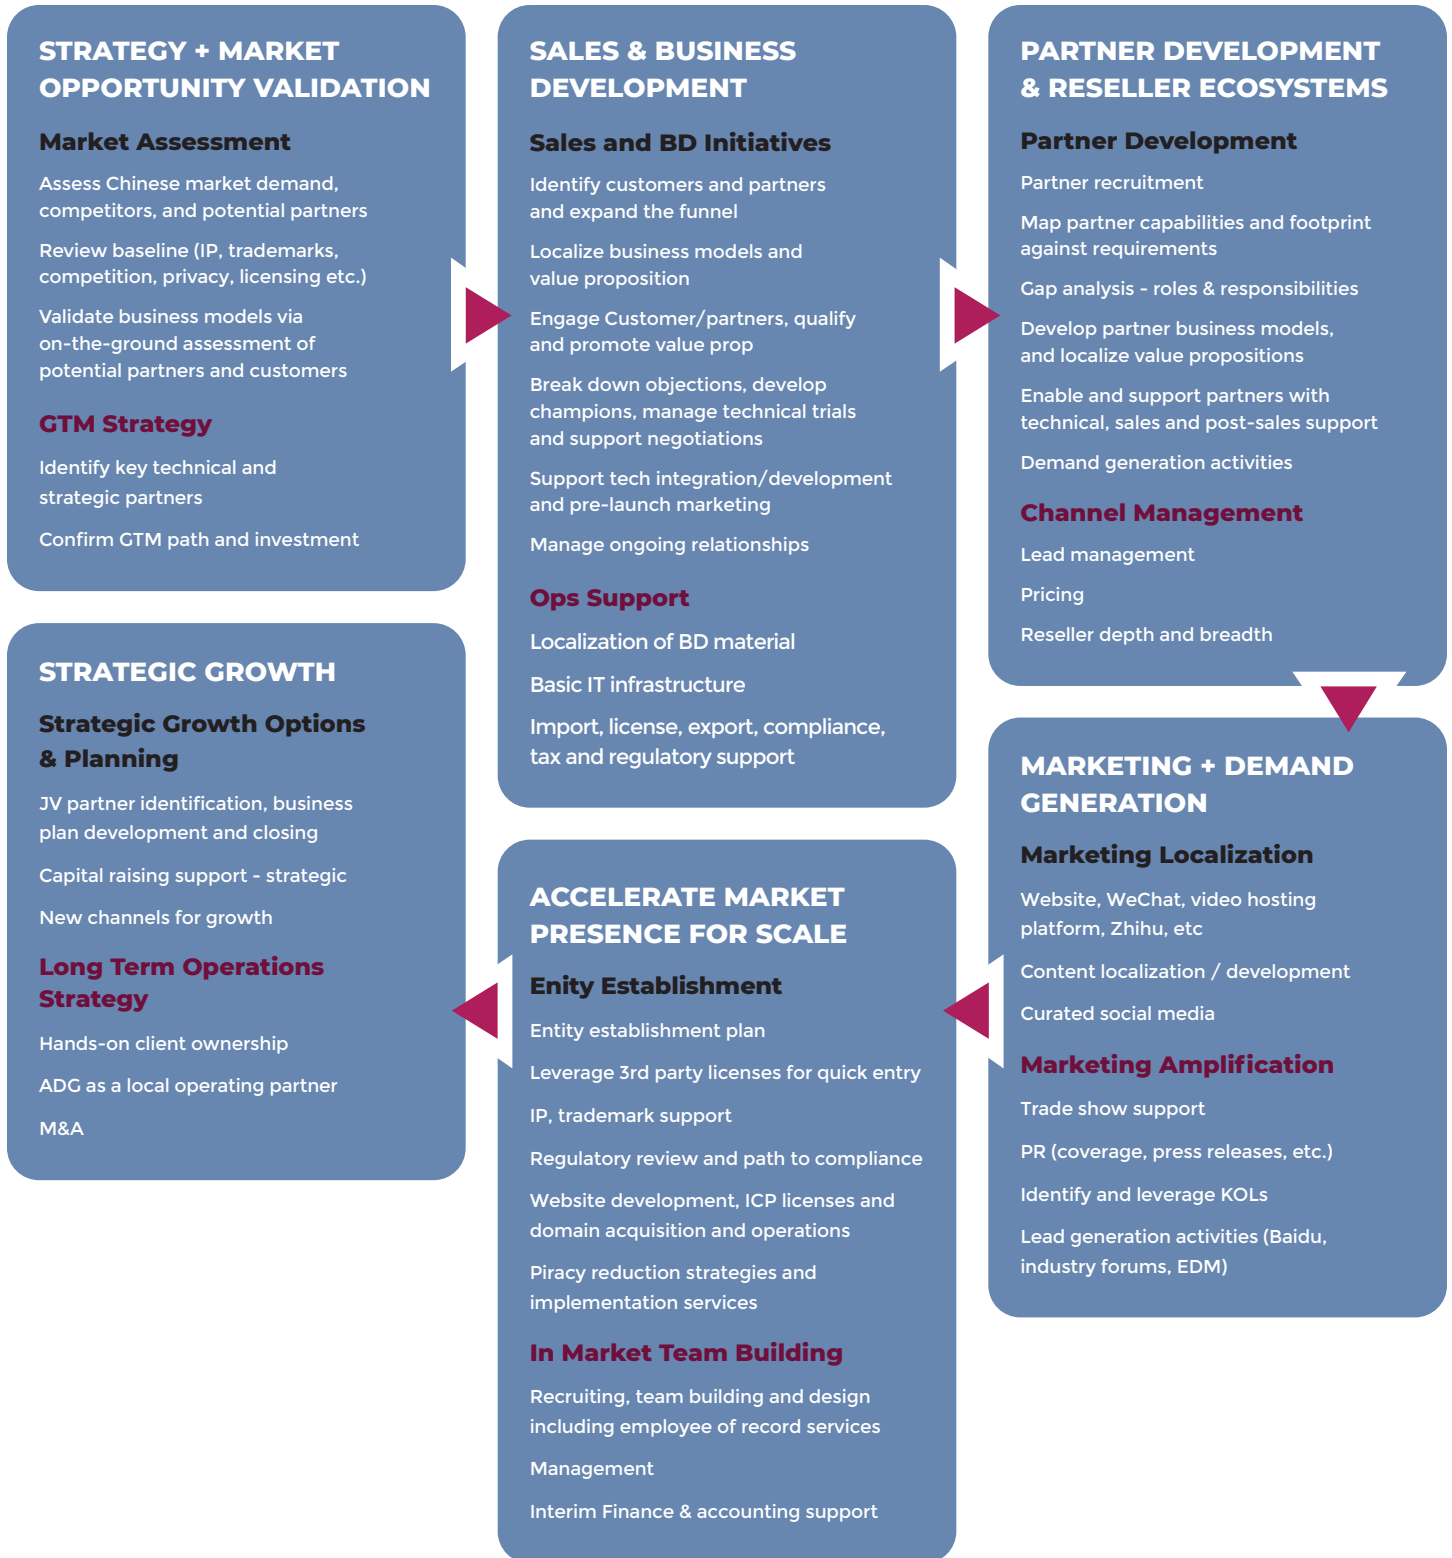 STRATEGY + MARKET
OPPORTUNITY VALIDATION
Market Assessment
Assess Chinese market demand,
competitors, and potential partners
Review baseline (IP, trademarks,
competition, privacy, licensing etc.)
Validate business models via
on-the-ground assessment of
potential partners and customers
GTM Strategy
Identify key technical and
strategic partners
Confirm GTM path and investment
SALES & BUSINESS
DEVELOPMENT
Sales and BD Initiatives
Identify customers and partners
and expand the funnel
Localize business models and
value proposition
Engage Customer/partners, qualify
and promote value prop
Break down objections, develop
champions, manage technical trials
and support negotiations
Support tech integration/development
and pre-launch marketing
Manage ongoing relationships
Ops Support
Localization of BD material
Basic IT infrastructure
Import, license, export, compliance,
tax and regulatory support
PARTNER DEVELOPMENT
& RESELLER ECOSYSTEMS
Partner Development
Partner recruitment
Map partner capabilities and footprint
against requirements
Gap analysis - roles & responsibilities
Develop partner business models,
and localize value propositions
Enable and support partners with
technical, sales and post-sales support
Demand generation activities
Channel Management
Lead management
Pricing
Reseller depth and breadth
MARKETING + DEMAND
GENERATION
Marketing Localization
Website, WeChat, video hosting
platform, Zhihu, etc
Content localization / development
Curated social media
Marketing Amplification
Trade show support
PR (coverage, press releases, etc.)
Identify and leverage KOLs
Lead generation activities (Baidu,
industry forums, EDM)
ACCELERATE MARKET
PRESENCE FOR SCALE
Enity Establishment
Entity establishment plan
Leverage 3rd party licenses for quick entry
IP, trademark support
Regulatory review and path to compliance
Website development, ICP licenses and
domain acquisition and operations
Piracy reduction strategies and
implementation services
In Market Team Building
Recruiting, team building and design
including employee of record services
Management
Interim Finance & accounting support
STRATEGIC GROWTH
Strategic Growth Options
& Planning
JV partner identification, business
plan development and closing
Capital raising support - strategic
New channels for growth
Long Term Operations
Strategy
Hands-on client ownership
ADG as a local operating partner
M&A